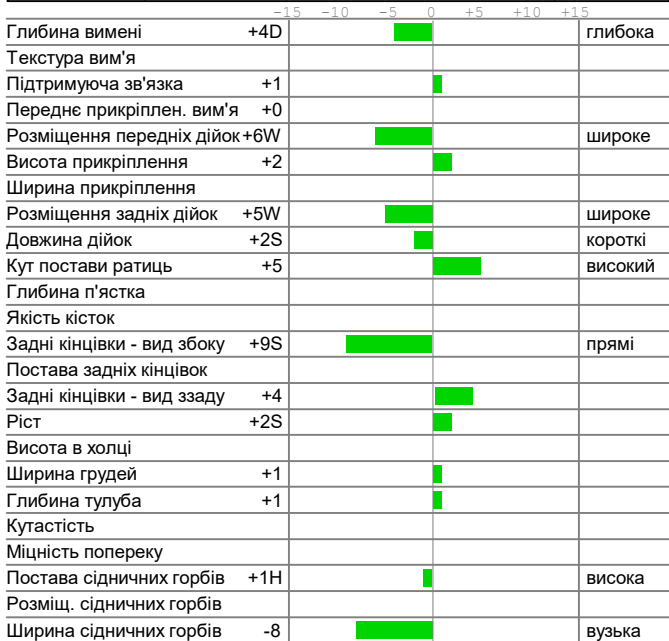 -15 -10 -5 0 +5 +10 +15
Глибина вимені +4D глибока
Текстура вим'я
Підтримуюча зв'язка +1
Переднє прикріплен. вим'я +0
Розміщення передніх дійок +6W широке
Висота прикріплення +2
Ширина прикріплення
Розміщення задніх дійок +5W широке
Довжина дійок +2S короткі
Кут постави ратиць +5 високий
Глибина п'ястка
Якість кісток
Задні кінцівки - вид збоку +9S прямі
Постава задніх кінцівок
Задні кінцівки - вид ззаду +4
Ріст +2S
Висота в холці
Ширина грудей +1
Глибина тулуба +1
Кутастість
Міцність попереку
Постава сідничних горбів +1H висока
Розміщ. сідничних горбів
Ширина сідничних горбів -8 вузька